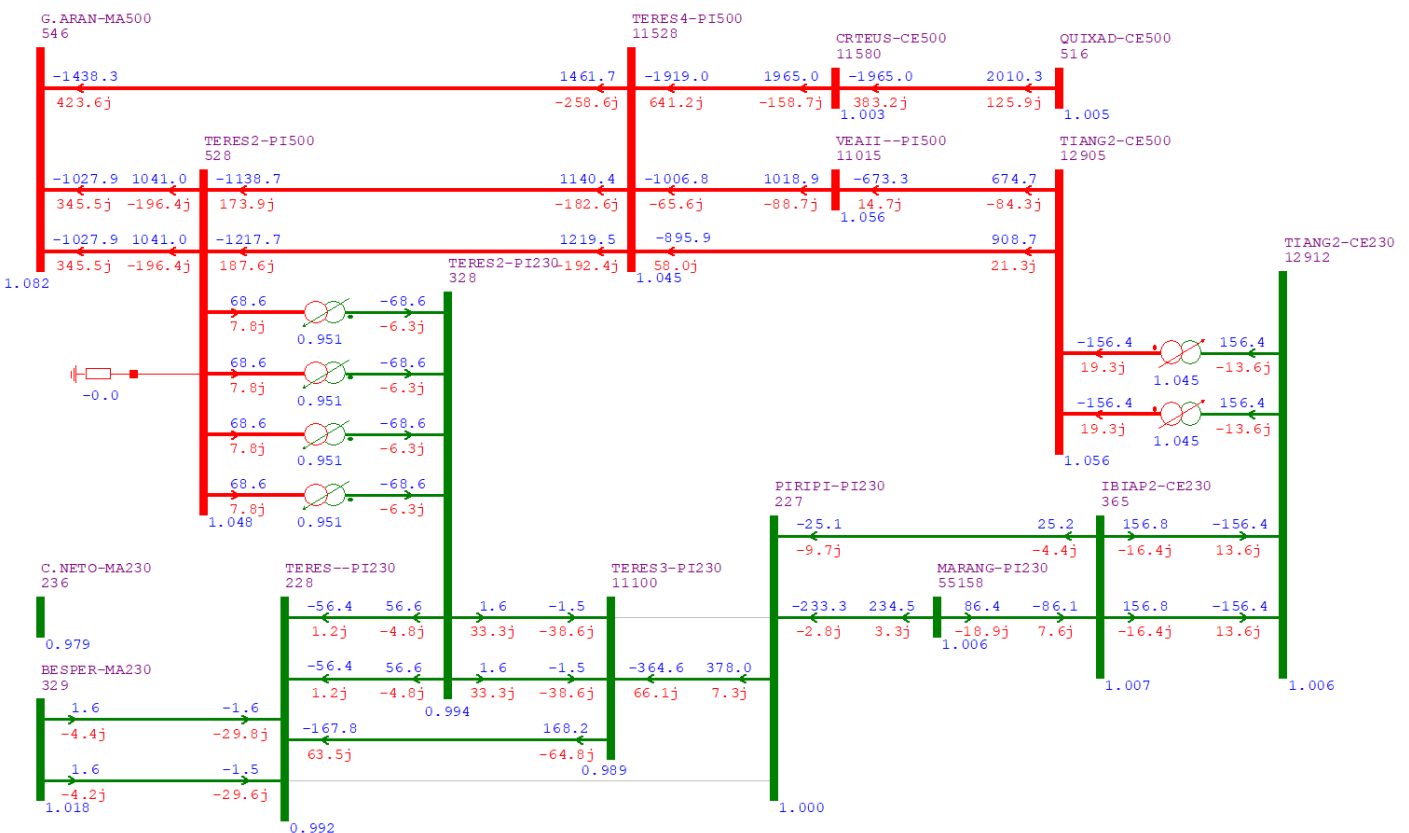 G.ARAN-MA500
546
TERES4-PI500
11528
CRTEUS-CE500
11580
QUIXAD-CE500
516
-1438.3 1461.7 -1919.0 1965.0 -1965.0 2010.3
423.6j -258.6j 641.2j -158.7j 383.2j 125.9j
1.003 1.005
TERES2-PI500
528
VEAII--PI500
11015
TIANG2-CE500
12905
-1027.9 1041.0 -1138.7 1140.4 -1006.8 1018.9 -673.3 674.7
345.5j -196.4j 173.9j -182.6j -65.6j -88.7j 14.7j -84.3j
1.056
-1027.9 1041.0 -1217.7 1219.5 -895.9 908.7
345.5j -196.4j 187.6j -192.4j 58.0j 21.3j
1.082 1.045
TERES2-PI230
328
TIANG2-CE230
12912
68.6 -68.6
7.8j -6.3j
0.951
-156.4 156.4
19.3j -13.6j
1.045
68.6 -68.6
7.8j -6.3j
0.951
-0.0
-156.4 156.4
19.3j -13.6j
1.045
68.6 -68.6
7.8j -6.3j
0.951
1.056
68.6 -68.6
7.8j -6.3j
1.048 0.951
PIRIPI-PI230
227
IBIAP2-CE230
365
-25.1 25.2 156.8 -156.4
-9.7j -4.4j -16.4j 13.6j
C.NETO-MA230
236
TERES--PI230
228
TERES3-PI230
11100
MARANG-PI230
55158
-56.4 56.6 1.6 -1.5 -233.3 234.5 86.4 -86.1 156.8 -156.4
1.2j -4.8j 33.3j -38.6j -2.8j 3.3j -18.9j 7.6j -16.4j 13.6j
0.979 1.006
BESPER-MA230
329
-56.4 56.6 1.6 -1.5 -364.6 378.0
1.2j -4.8j 33.3j -38.6j 66.1j 7.3j
1.007 1.006
0.994
1.6 -1.6 -167.8 168.2
-4.4j -29.8j 63.5j -64.8j
0.989
1.6 -1.5
-4.2j -29.6j
1.018 1.000
0.992